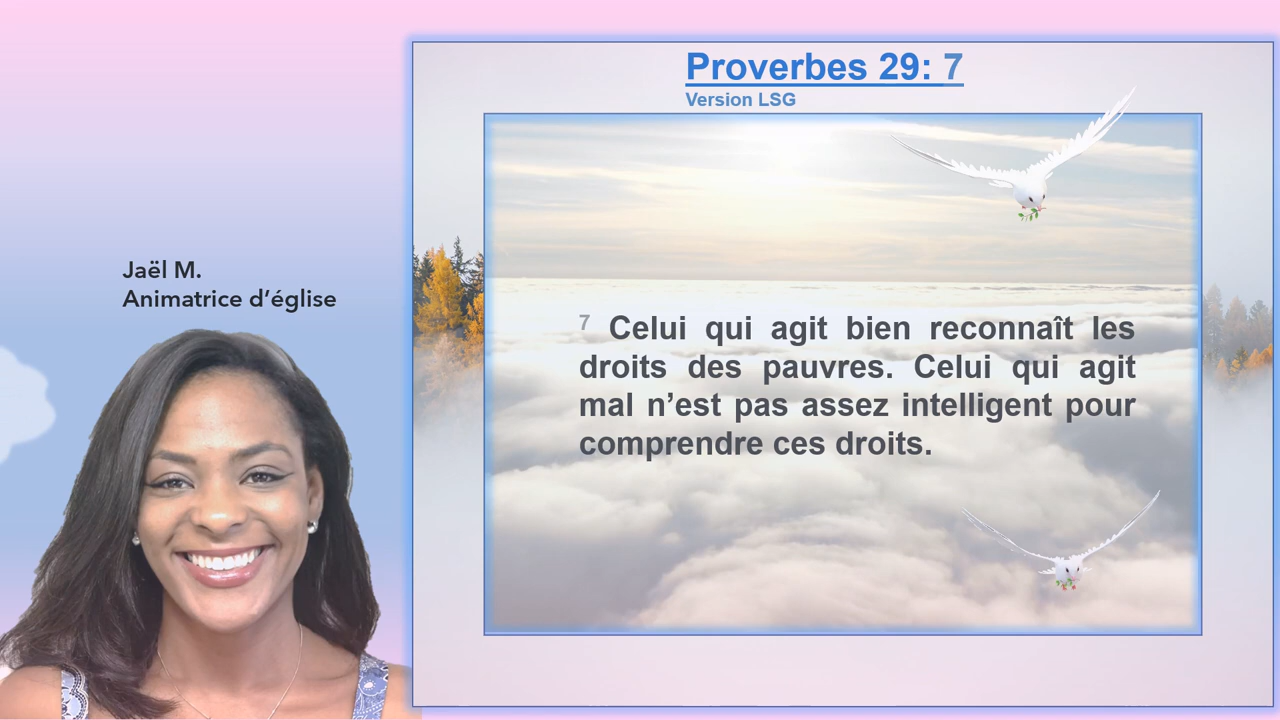 Proverbes 29: 7
Version LSG
Jaël M.
Animatrice d’église
7 Celui qui agit bien reconnaît les
droits des pauvres. Celui qui agit
mal n’est pas assez intelligent pour
comprendre ces droits.